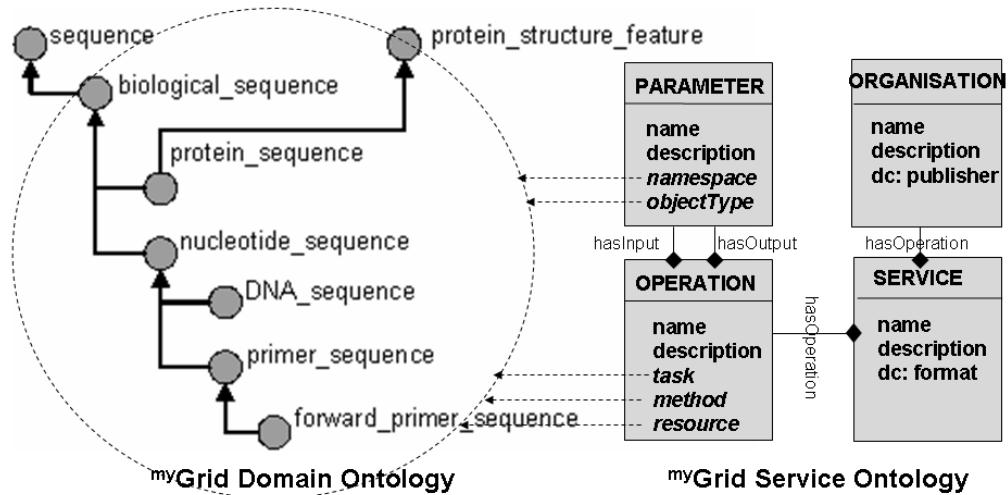 sequence
biological_sequence
protein_structure_feature
protein_sequence
nucleotide_sequence
DNA_sequence
primer_sequence
forward_primer_sequence
myGrid Domain Ontology
PARAMETER
name
description
namespace
objectType
ORGANISATION
name
description
dc: publisher
hasInput
hasOutput
hasOperation
OPERATION
name
description
task
method
resource
hasOperation
SERVICE
name
description
dc: format
myGrid Service Ontology